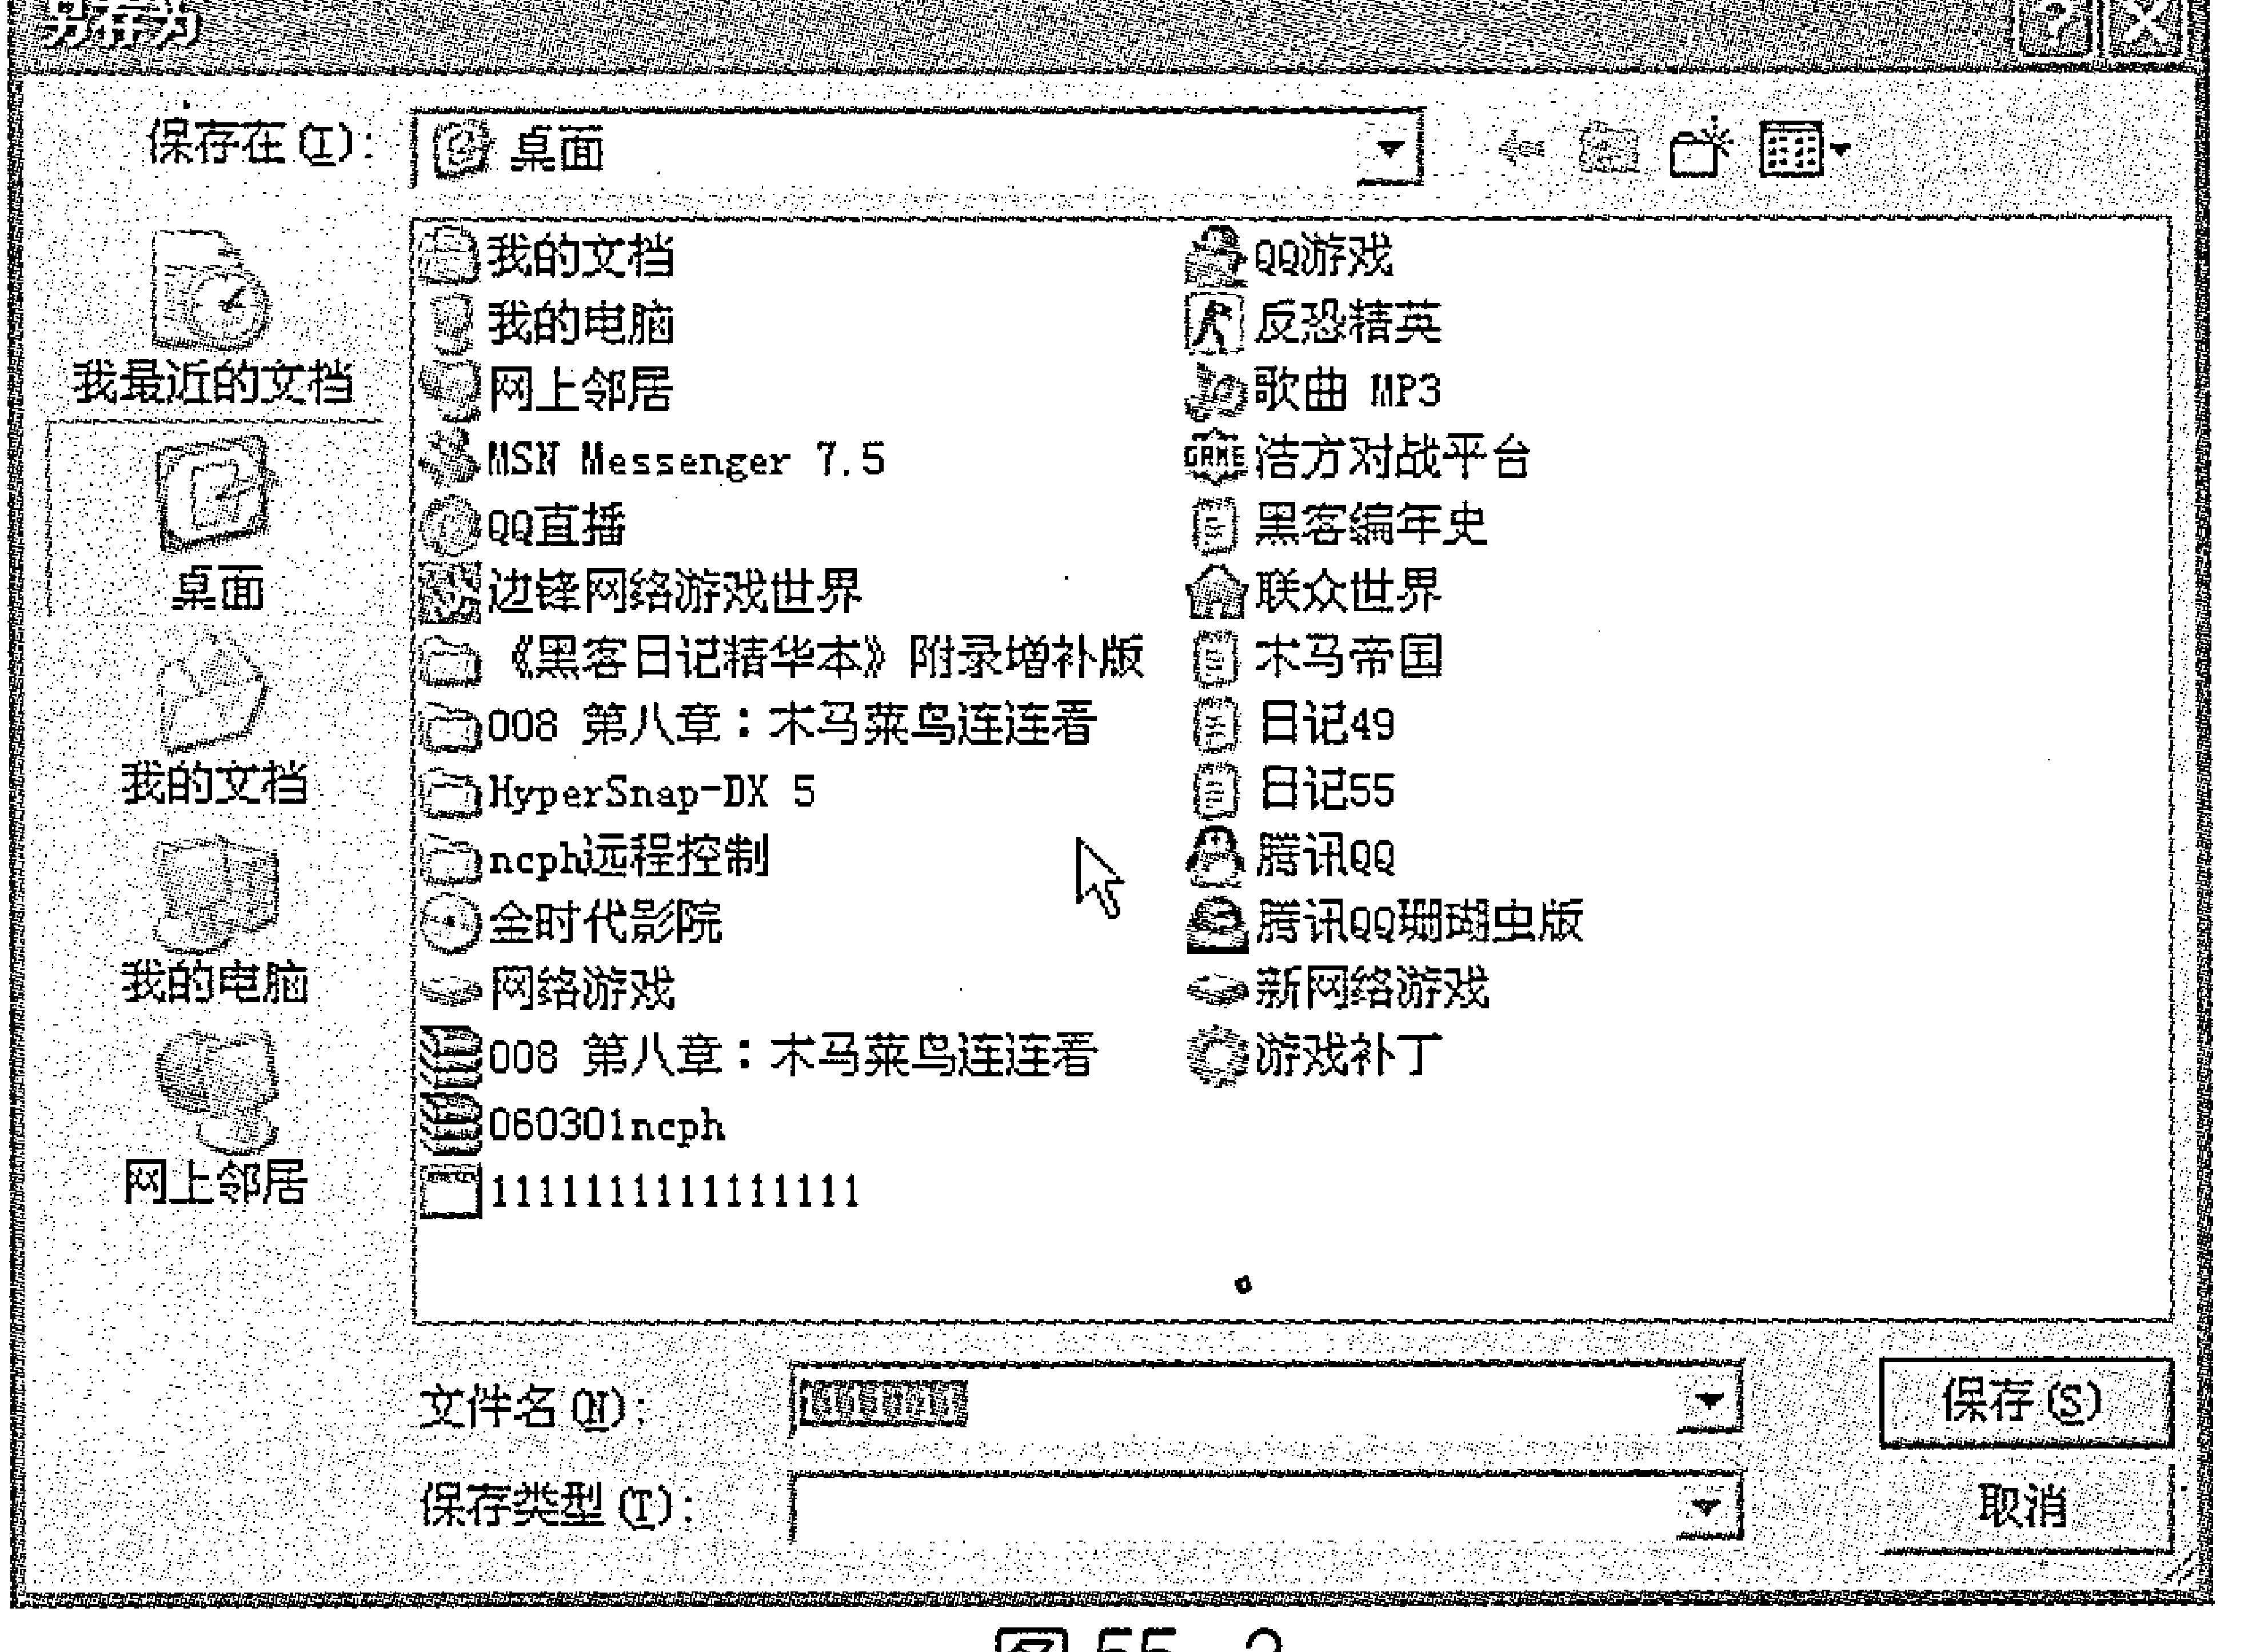 另存为
保存在(I):
桌面
我最近的文档
桌面
我的文档
我的电脑
网上邻居
我的文档
我的电脑
网上邻居
MSN Messenger 7.5
QQ直播
边锋网络游戏世界
《黑客日记精华本》附录增补版
008 第八章：木马菜鸟连连看
HyperSnap-DX 5
ncph远程控制
金时代影院
网络游戏
008 第八章：木马菜鸟连连看
060301ncph
1111111111111111
QQ游戏
反恐精英
歌曲 MP3
GAME
浩方对战平台
黑客编年史
联众世界
木马帝国
日记49
日记55
腾讯QQ
腾讯QQ珊瑚虫版
新网络游戏
游戏补丁
文件名(N):
保存(S)
保存类型(T):
取消
图 55-2